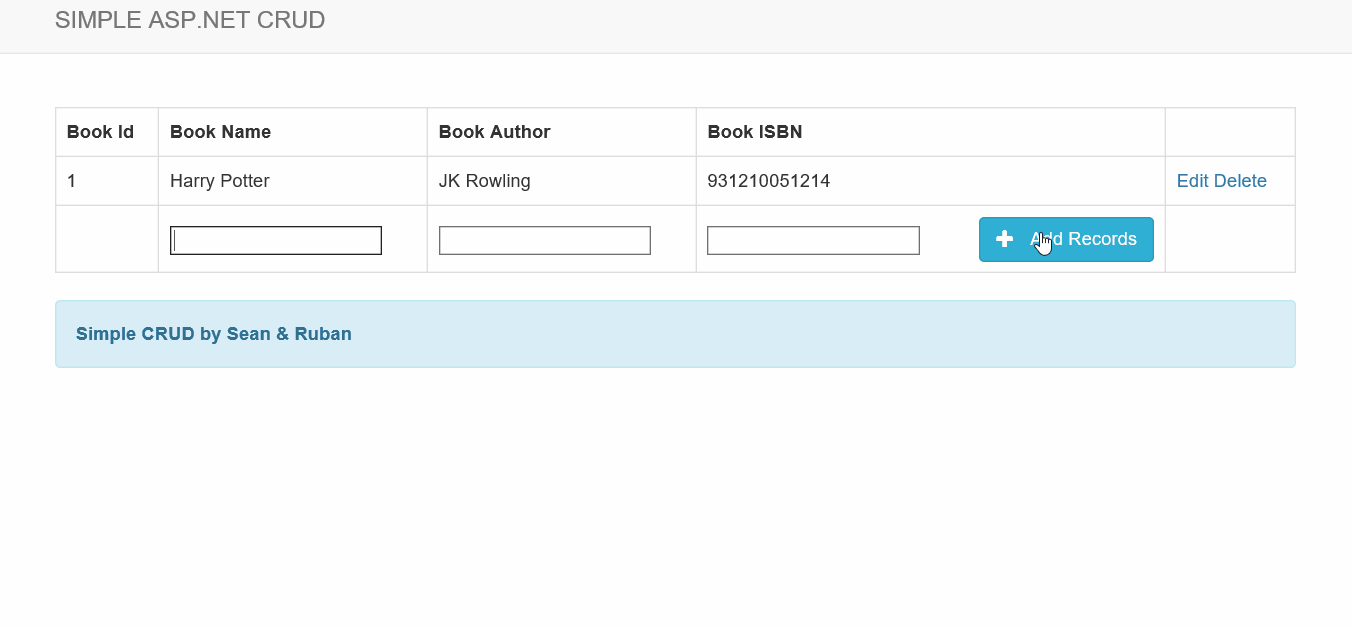 SIMPLE ASP.NET CRUD
Book Id Book Name Book Author Book ISBN
1 Harry Potter JK Rowling 931210051214 Edit Delete
Add Records
Simple CRUD by Sean & Ruban